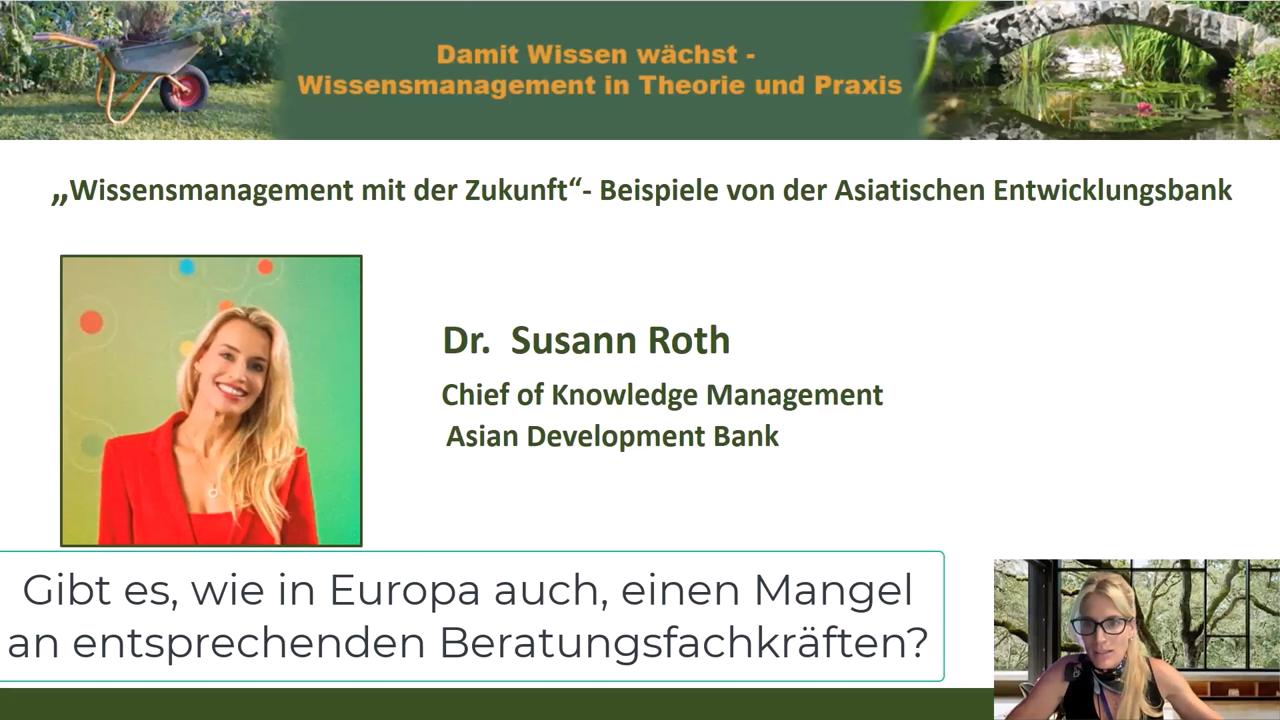 Damit Wissen wächst -
Wissensmanagement in Theorie und Praxis
„Wissensmanagement mit der Zukunft“- Beispiele von der Asiatischen Entwicklungsbank
Dr. Susann Roth
Chief of Knowledge Management
Asian Development Bank
Gibt es, wie in Europa auch, einen Mangel
an entsprechenden Beratungsfachkräften?